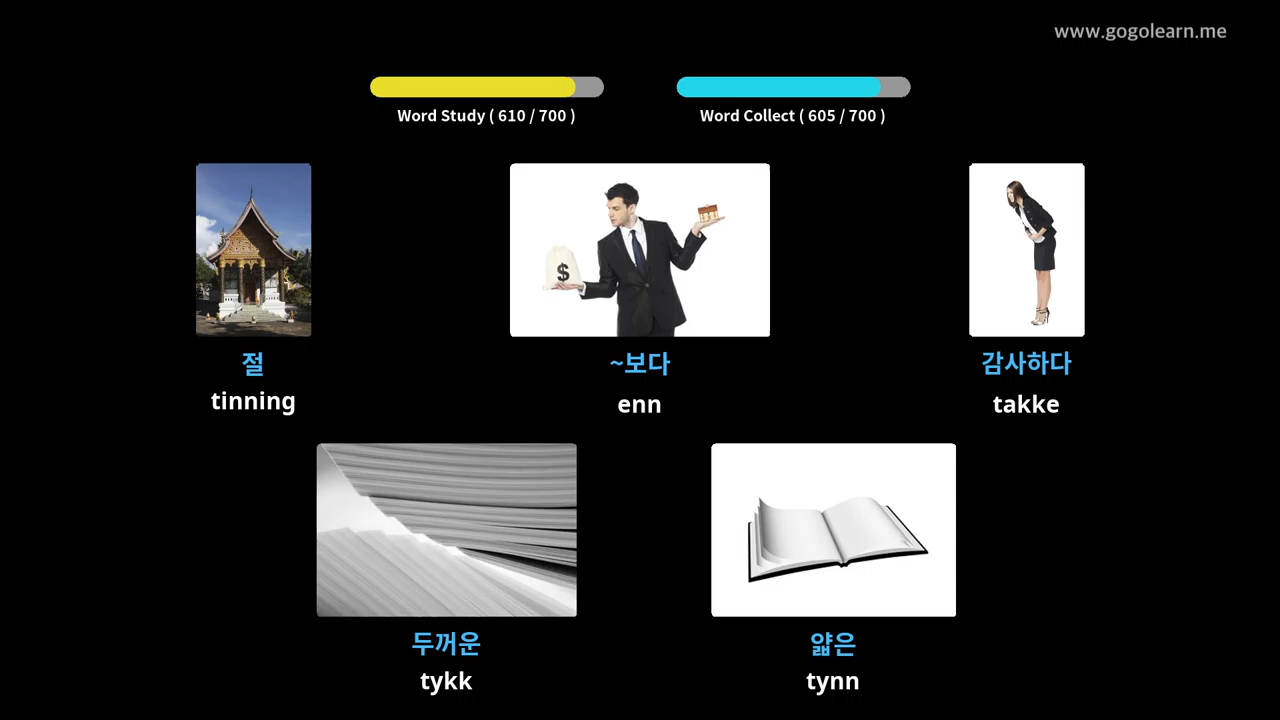 www.gogolearn.me
Word Study ( 610 / 700 )
Word Collect ( 605 / 700 )
$
절
tinning
~보다
enn
감사하다
takke
두꺼운
tykk
얇은
tynn